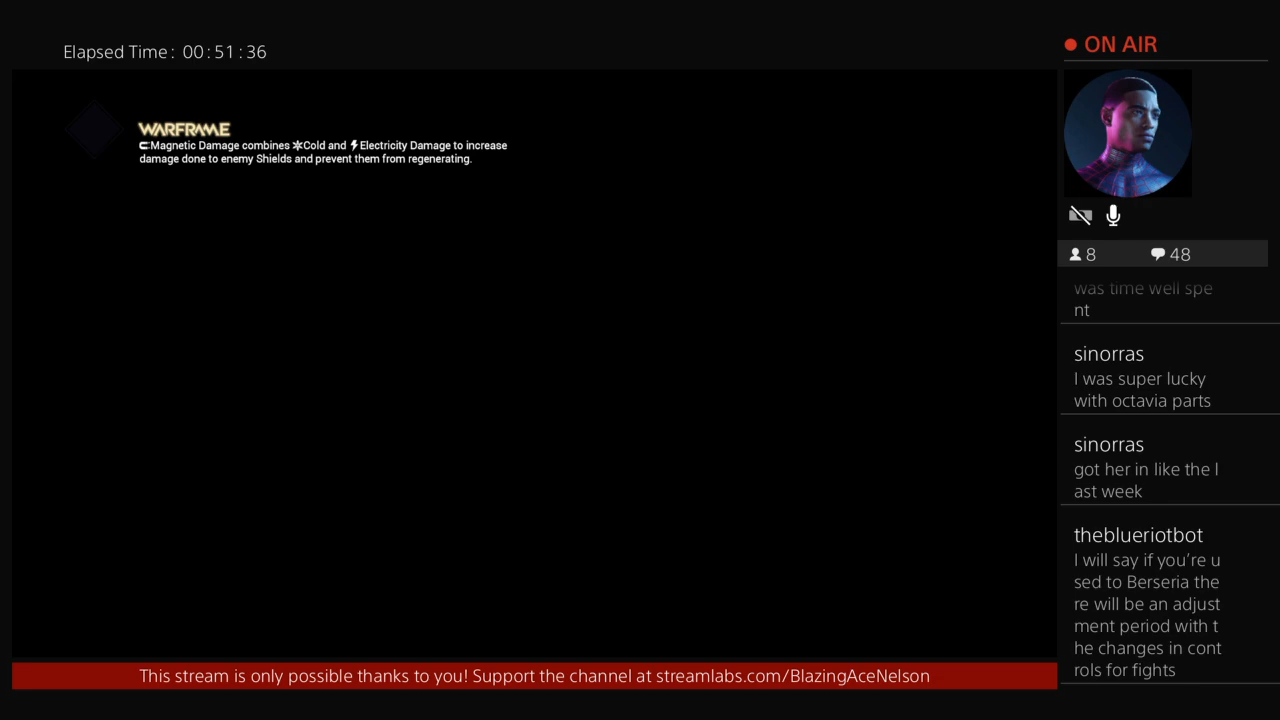 Elapsed Time: 00:51:36
ON AIR
WARFRAME
Magnetic Damage combines Cold and Electricity Damage to increase
damage done to enemy Shields and prevent them from regenerating.
8 48
was time well spe
nt
sinorras
I was super lucky
with octavia parts
sinorras
got her in like the l
ast week
theblueriotbot
I will say if you're u
sed to Berseria the
re will be an adjust
ment period with t
he changes in cont
rols for fights
This stream is only possible thanks to you! Support the channel at streamlabs.com/BlazingAceNelson